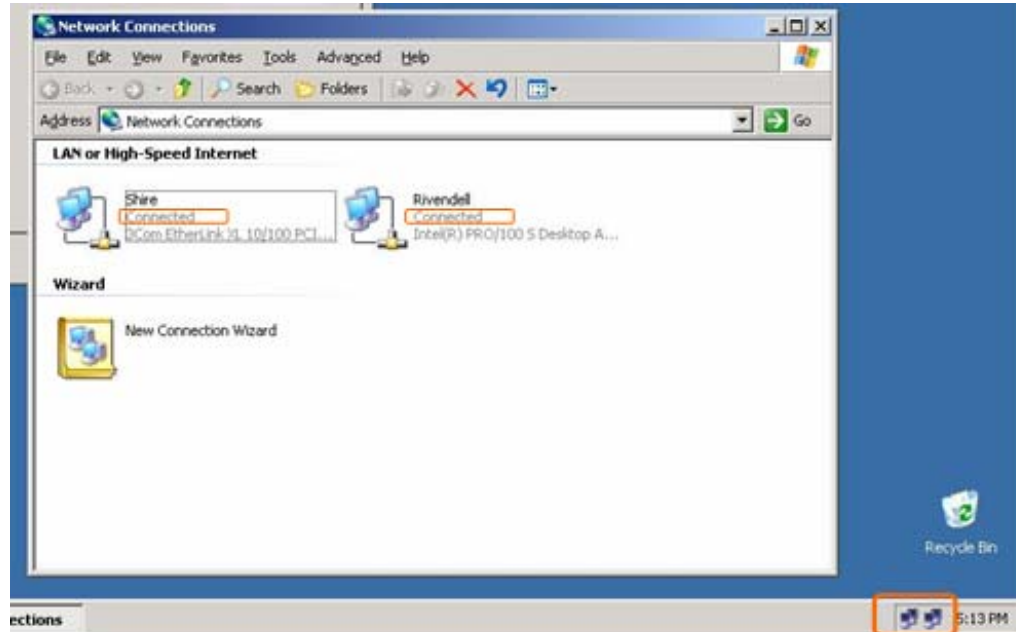 Network Connections
File Edit View Favorites Tools Advanced Help
Back Search Folders
Address Network Connections Go
LAN or High-Speed Internet
Shire
Connected
3Com EtherLink XL 10/100 PCI...
Rivendell
Connected
Intel(R) PRO/100 S Desktop A...
Wizard
New Connection Wizard
Recycle Bin
ections
5:13 PM